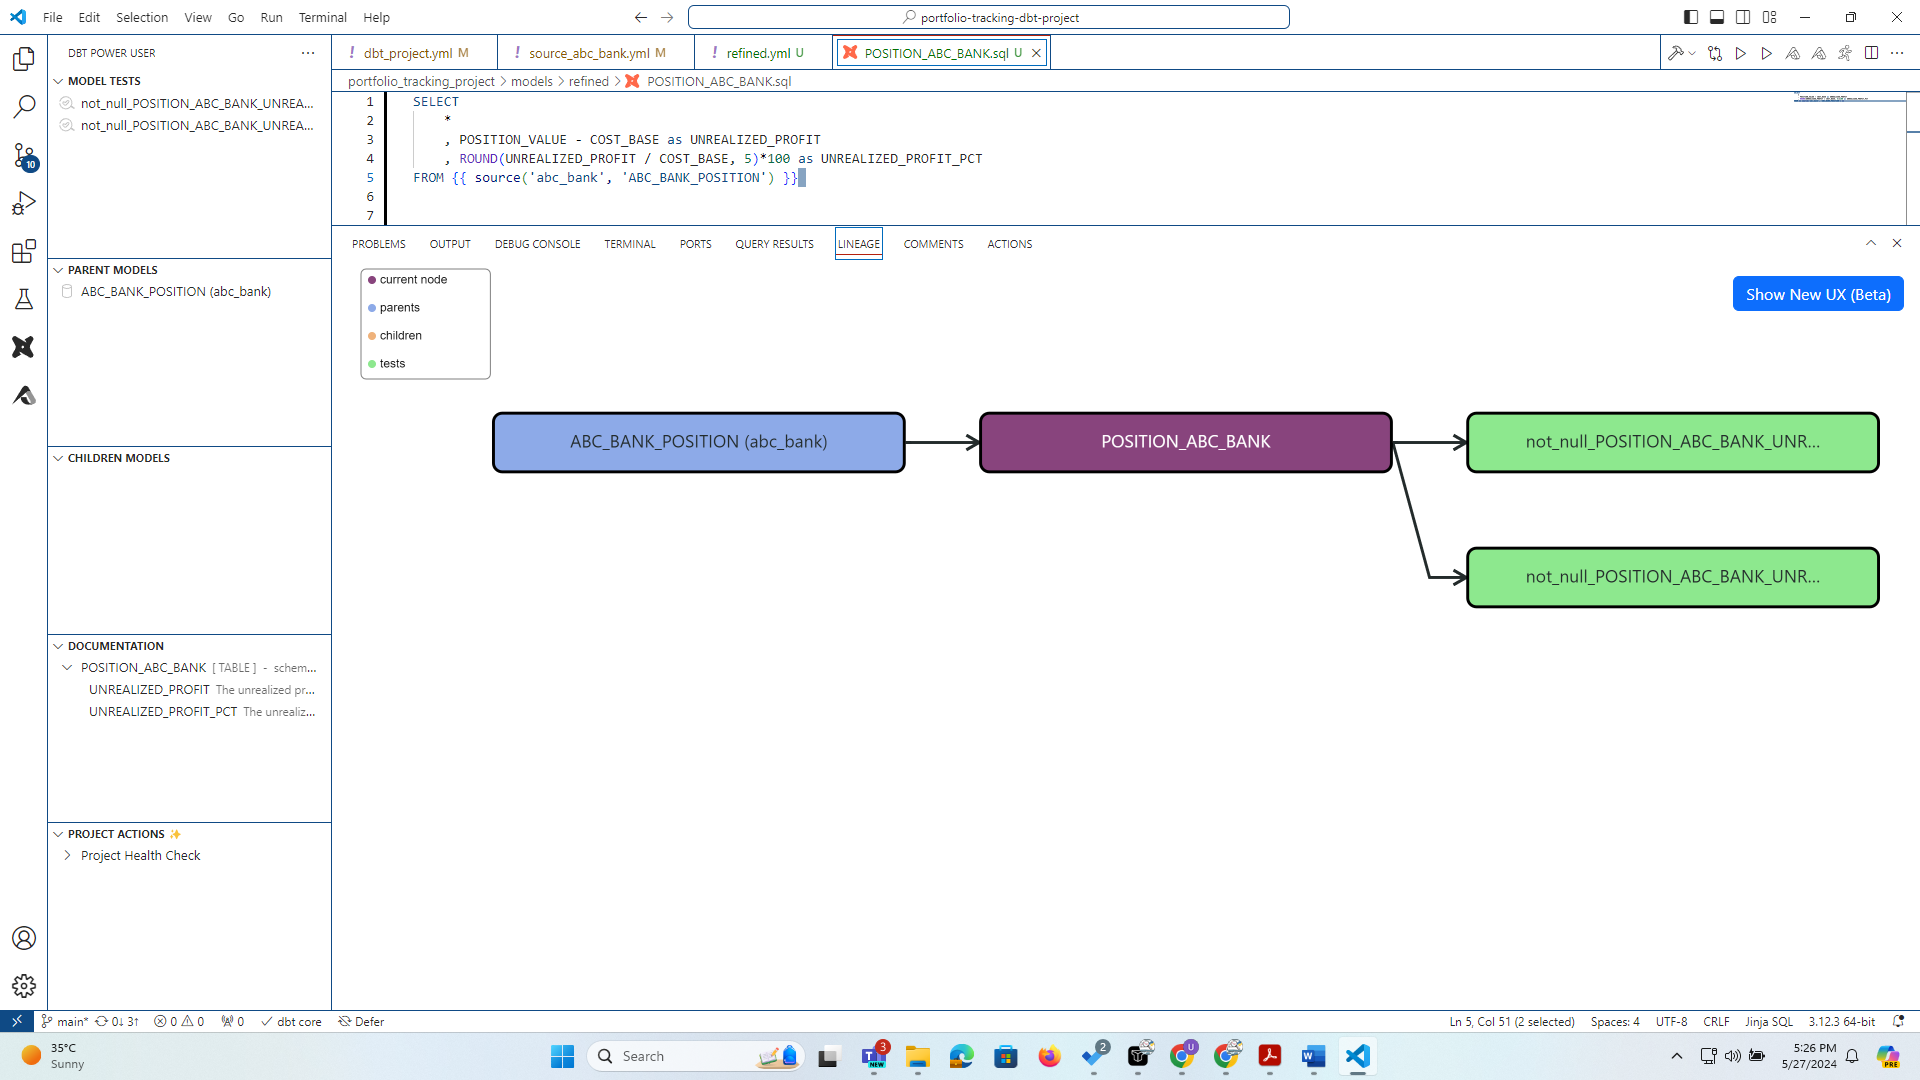 File Edit Selection View Go Run Terminal Help
portfolio-tracking-dbt-project
DBT POWER USER
MODEL TESTS
not_null_POSITION_ABC_BANK_UNREA...
not_null_POSITION_ABC_BANK_UNREA...
10
PARENT MODELS
ABC_BANK_POSITION (abc_bank)
CHILDREN MODELS
DOCUMENTATION
POSITION_ABC_BANK [ TABLE ] - schem...
UNREALIZED_PROFIT The unrealized pr...
UNREALIZED_PROFIT_PCT The unrealiz...
PROJECT ACTIONS ✨
Project Health Check
! dbt_project.yml M ! source_abc_bank.yml M ! refined.yml U POSITION_ABC_BANK.sql U
portfolio_tracking_project > models > refined > POSITION_ABC_BANK.sql
1 SELECT
2 *
3 , POSITION_VALUE - COST_BASE as UNREALIZED_PROFIT
4 , ROUND(UNREALIZED_PROFIT / COST_BASE, 5)*100 as UNREALIZED_PROFIT_PCT
5 FROM {{ source('abc_bank', 'ABC_BANK_POSITION') }}
6
7
PROBLEMS OUTPUT DEBUG CONSOLE TERMINAL PORTS QUERY RESULTS LINEAGE COMMENTS ACTIONS
current node
parents
children
tests
Show New UX (Beta)
ABC_BANK_POSITION (abc_bank)
POSITION_ABC_BANK
not_null_POSITION_ABC_BANK_UNR...
not_null_POSITION_ABC_BANK_UNR...
main* 0↓ 3↑ 0 0 0 dbt core Defer
Ln 5, Col 51 (2 selected) Spaces: 4 UTF-8 CRLF Jinja SQL 3.12.3 64-bit
35°C
Sunny
Search
3
NEW
2
U
PRE
5:26 PM
5/27/2024